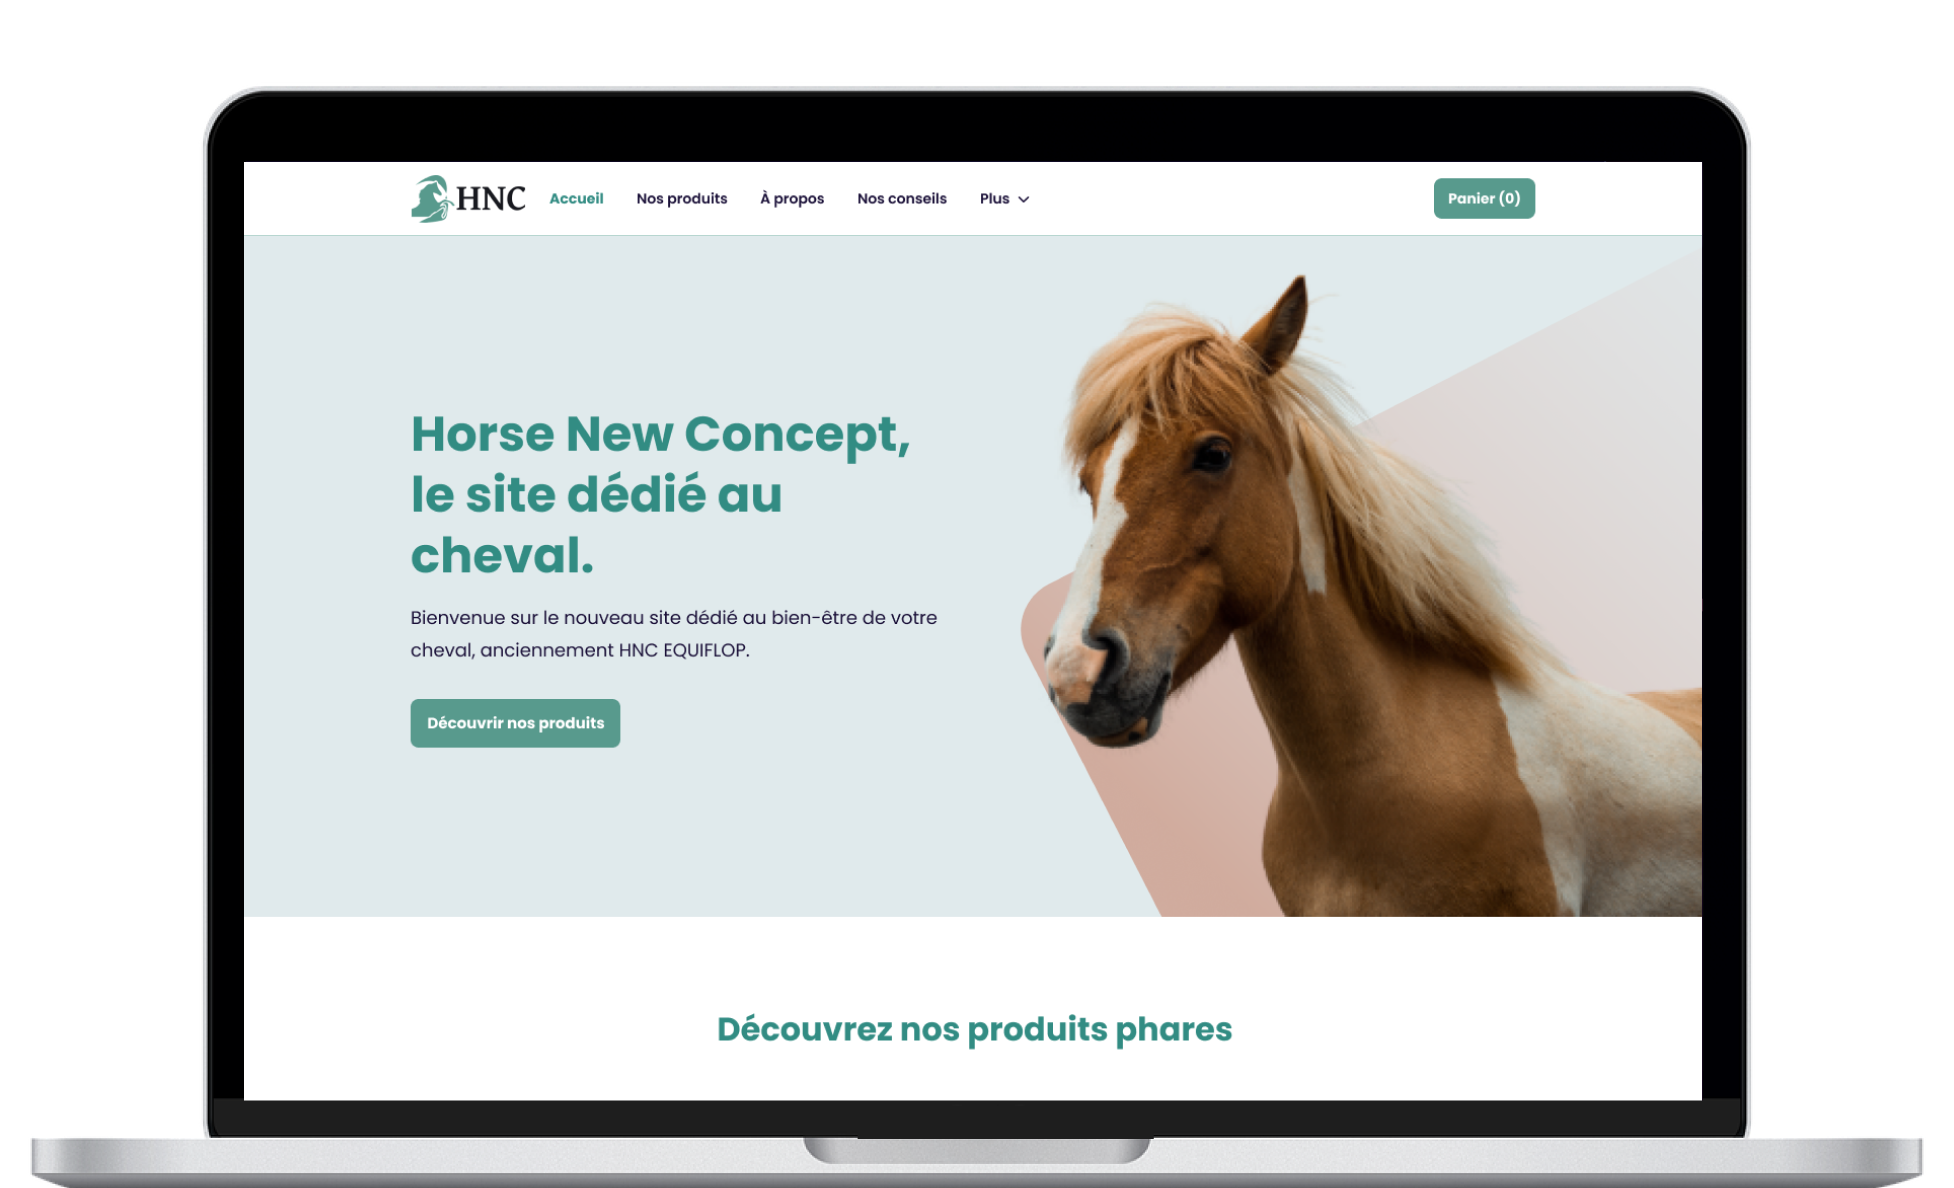 HNC
Accueil
Nos produits
À propos
Nos conseils
Plus
Panier (0)
Horse New Concept,
le site dédié au
cheval.
Bienvenue sur le nouveau site dédié au bien-être de votre
cheval, anciennement HNC EQUIFLOP.
Découvrir nos produits
Découvrez nos produits phares